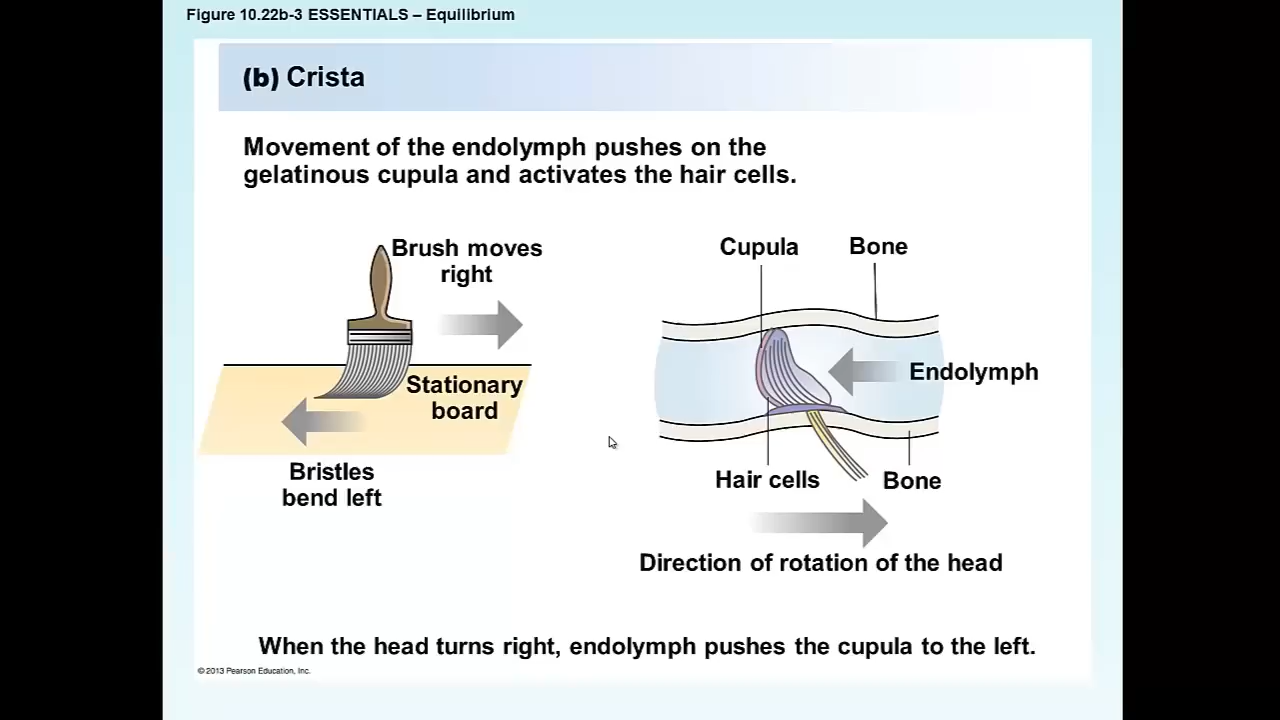 Figure 10.22b-3 ESSENTIALS – Equilibrium
(b) Crista
Movement of the endolymph pushes on the
gelatinous cupula and activates the hair cells.
Brush moves
right
Stationary
board
Bristles
bend left
Cupula
Bone
Endolymph
Hair cells
Bone
Direction of rotation of the head
When the head turns right, endolymph pushes the cupula to the left.
© 2013 Pearson Education, Inc.